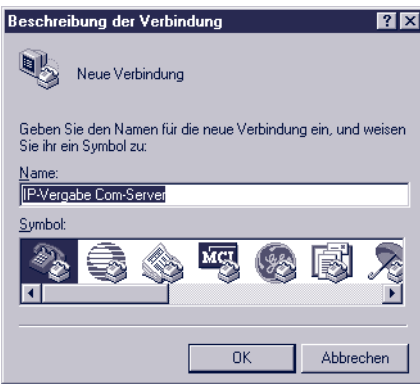 Beschreibung der Verbindung
Neue Verbindung
Geben Sie den Namen für die neue Verbindung ein, und weisen
Sie ihr ein Symbol zu:
Name:
IP-Vergabe Com-Server
Symbol:
MCI
OK
Abbrechen